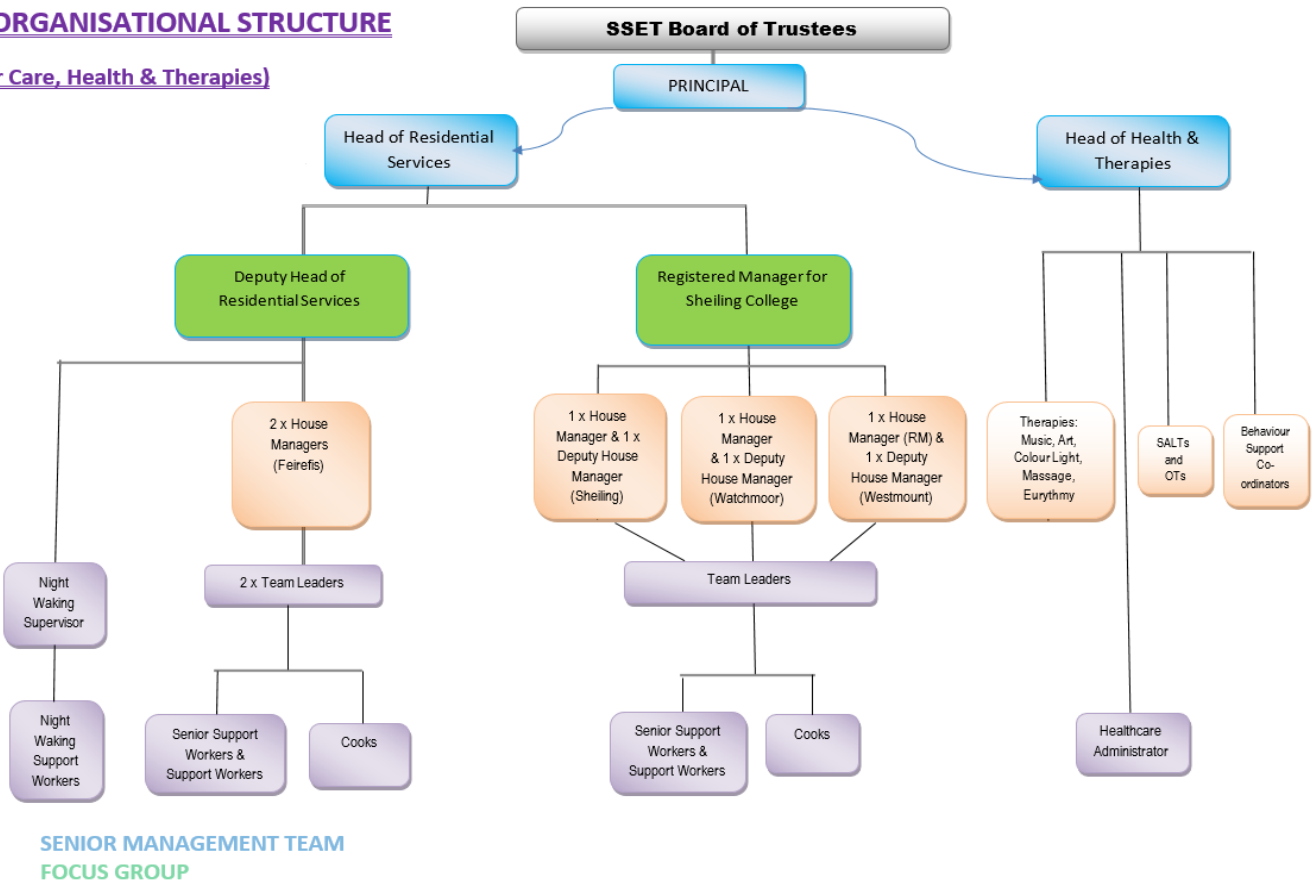 ORGANISATIONAL STRUCTURE
Care, Health & Therapies)
SSET Board of Trustees
PRINCIPAL
Head of Residential
Services
Head of Health &
Therapies
Deputy Head of
Residential Services
Registered Manager for
Sheiling College
2 x House
Managers
(Feirefis)
1 x House
Manager & 1 x
Deputy House
Manager
(Sheiling)
1 x House
Manager
& 1 x Deputy
House Manager
(Watchmoor)
1 x House
Manager (RM) &
1 x Deputy
House Manager
(Westmount)
Therapies:
Music, Art,
Colour Light,
Massage,
Eurythmy
SALTs
and
OTs
Behaviour
Support
Co-
ordinators
Night
Waking
Supervisor
2 x Team Leaders
Team Leaders
Night
Waking
Support
Workers
Senior Support
Workers &
Support Workers
Cooks
Senior Support
Workers &
Support Workers
Cooks
Healthcare
Administrator
SENIOR MANAGEMENT TEAM
FOCUS GROUP